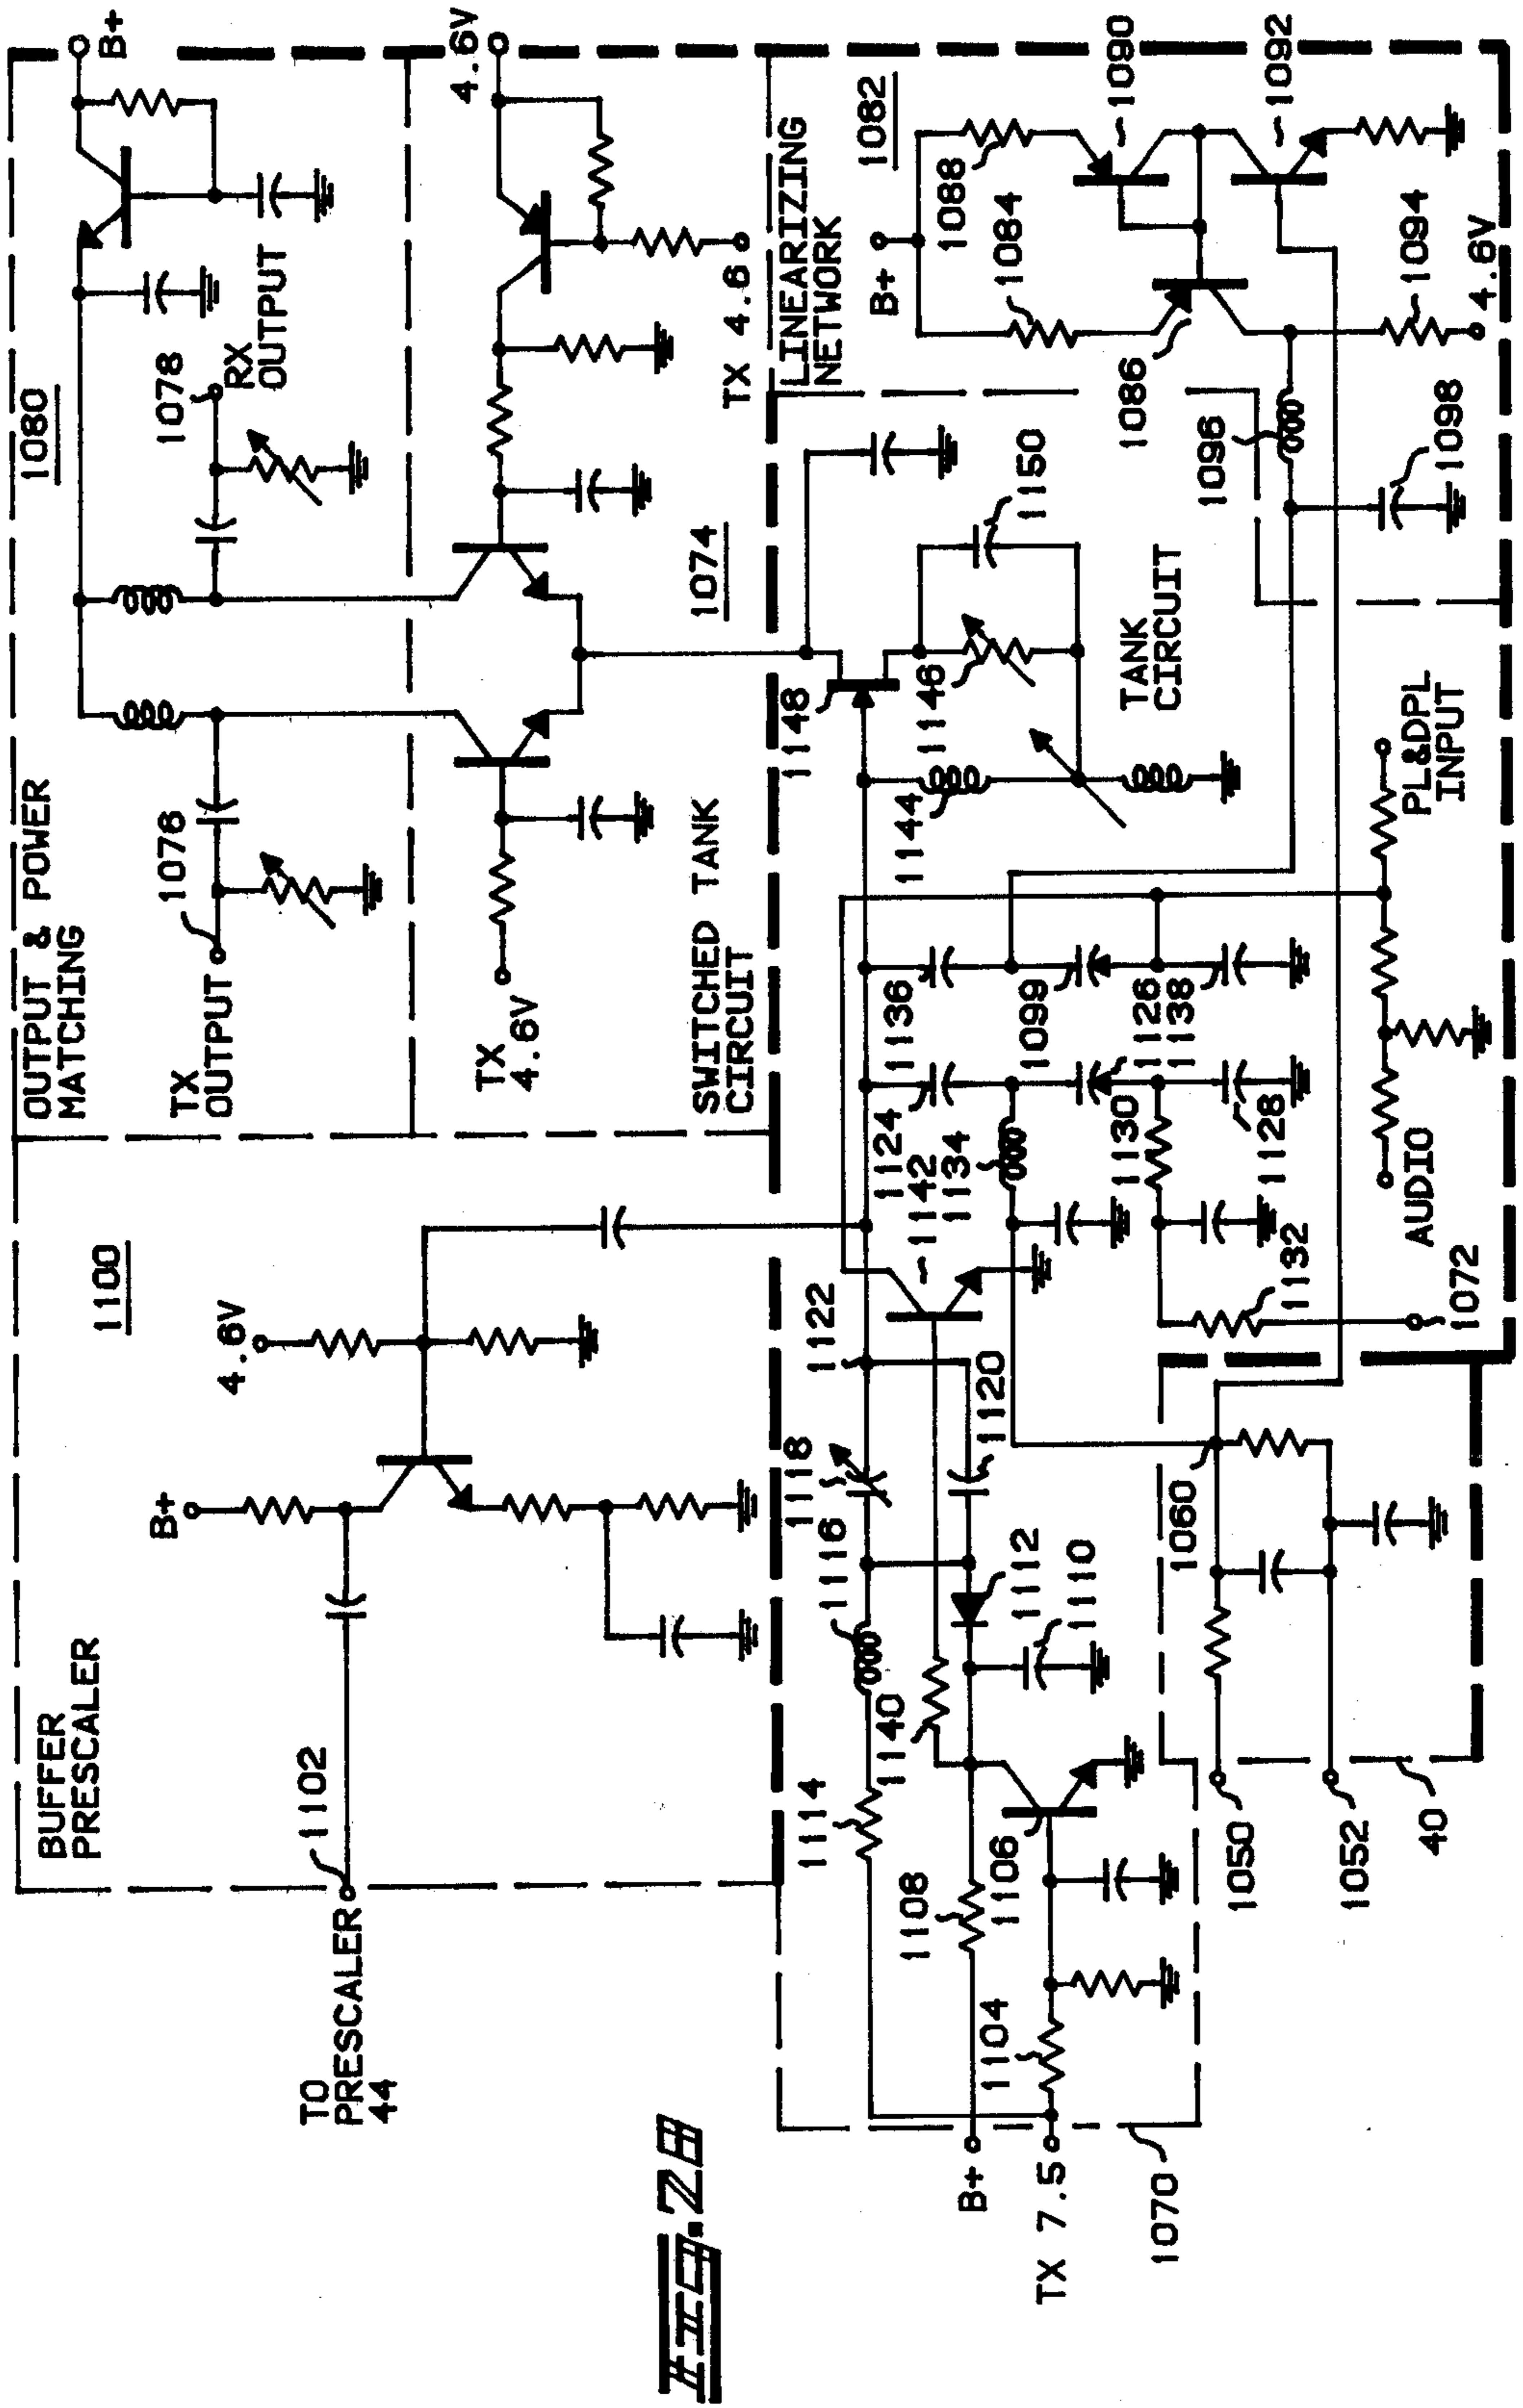 OUTPUT & POWER
MATCHING
1080
B+
TX
OUTPUT
1076
1078
RX
OUTPUT
SWITCHED TANK
CIRCUIT
TX
4.6V
1074
TX 4.6
4.6V
BUFFER
PRESCALER
1100
B+
4.6V
1102
TO
PRESCALER
44
LINEARIZING
NETWORK
1082
B+
1084
1088
1086
1090
1092
1094
4.6V
1096
1098
1148
1146
1150
1144
TANK
CIRCUIT
PL&DPL
INPUT
AUDIO
1136
1099
1126
1138
1124
1142
1134
1130
1128
1132
1072
1122
1120
1118
1116
1112
1110
1140
1114
1108
1106
1104
B+
TX 7.5
1070
1060
1050
1052
40
FIG.28